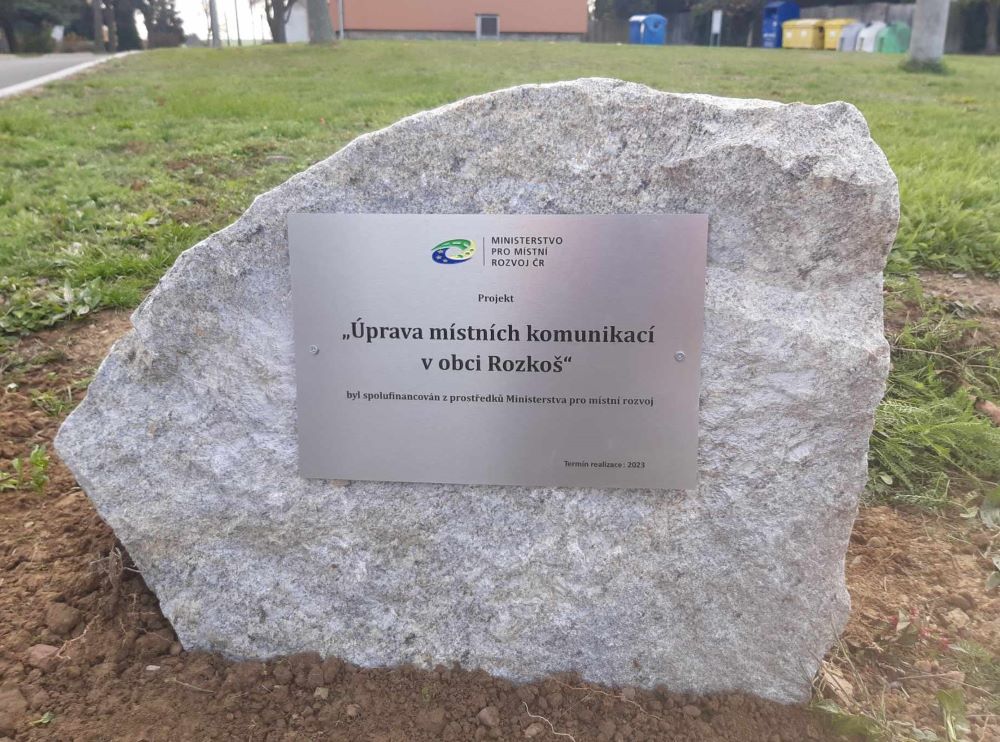 MINISTERSTVO
PRO MÍSTNÍ
ROZVOJ ČR
Projekt
„Úprava místních komunikací
v obci Rozkoš“
byl spolufinancován z prostředků Ministerstva pro místní rozvoj
Termín realizace: 2023